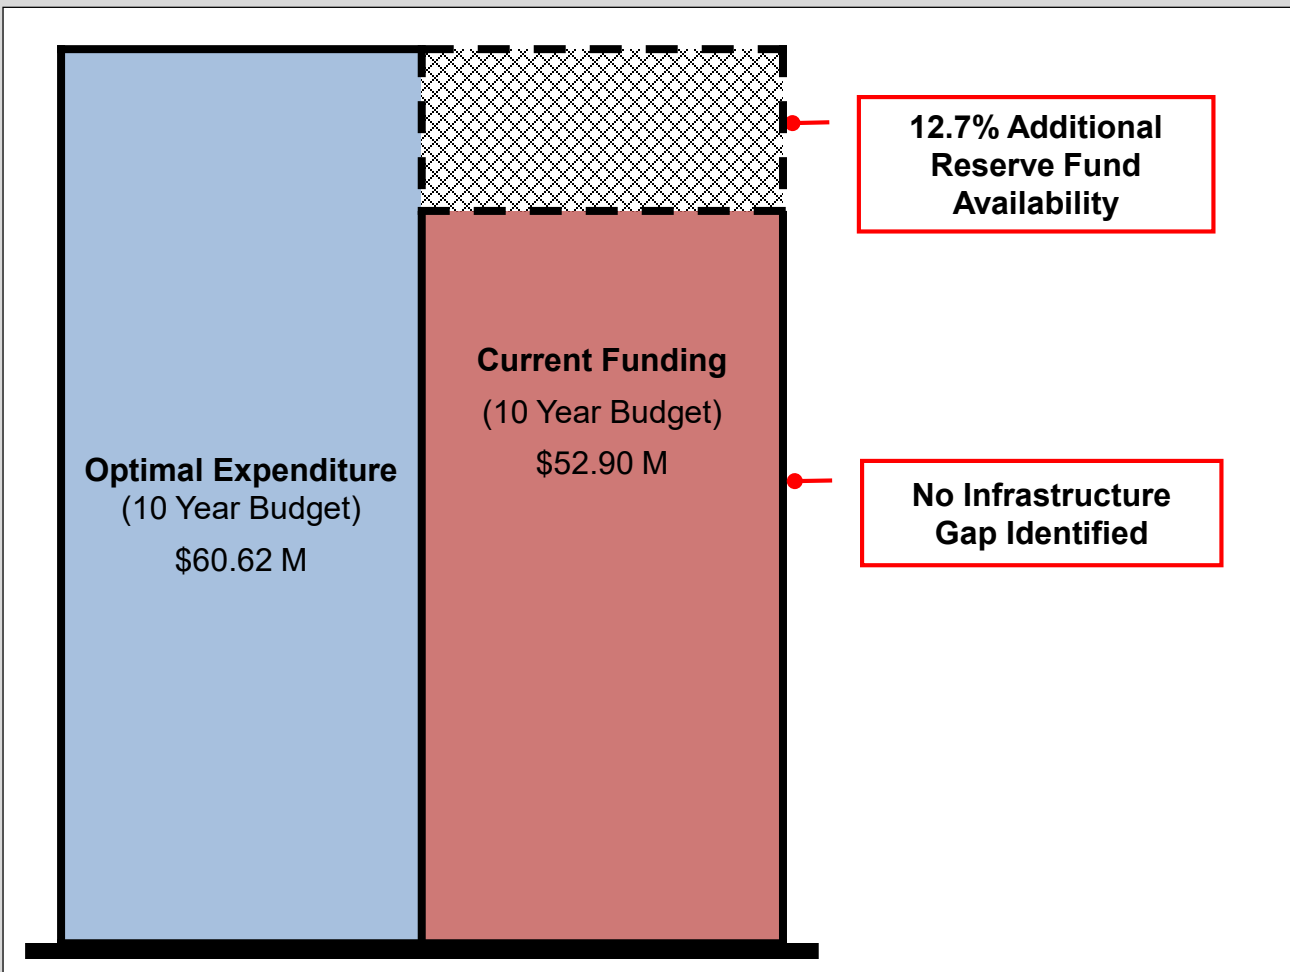 Optimal Expenditure
(10 Year Budget)
$60.62 M
Current Funding
(10 Year Budget)
$52.90 M
12.7% Additional
Reserve Fund
Availability
No Infrastructure
Gap Identified